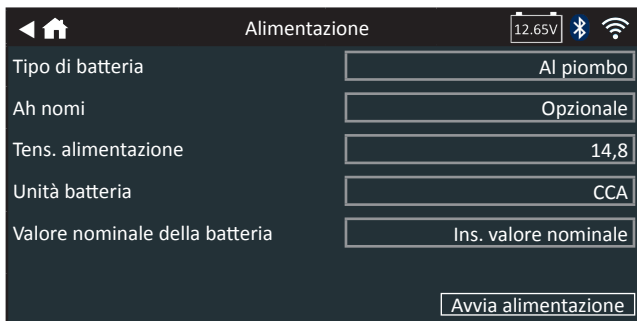 Alimentazione 12.65V
Tipo di batteria Al piombo
Ah nomi Opzionale
Tens. alimentazione 14,8
Unità batteria CCA
Valore nominale della batteria Ins. valore nominale
Avvia alimentazione